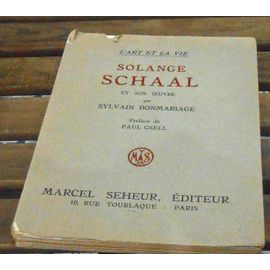 L'ART ET LA VIE
SOLANGE
SCHAAL
ET SON ŒUVRE
par
SYLVAIN BONMARIAGE
Préface de
PAUL GSELL
MAS
MARCEL SEHEUR, ÉDITEUR
10, RUE TOURLAQUE - PARIS